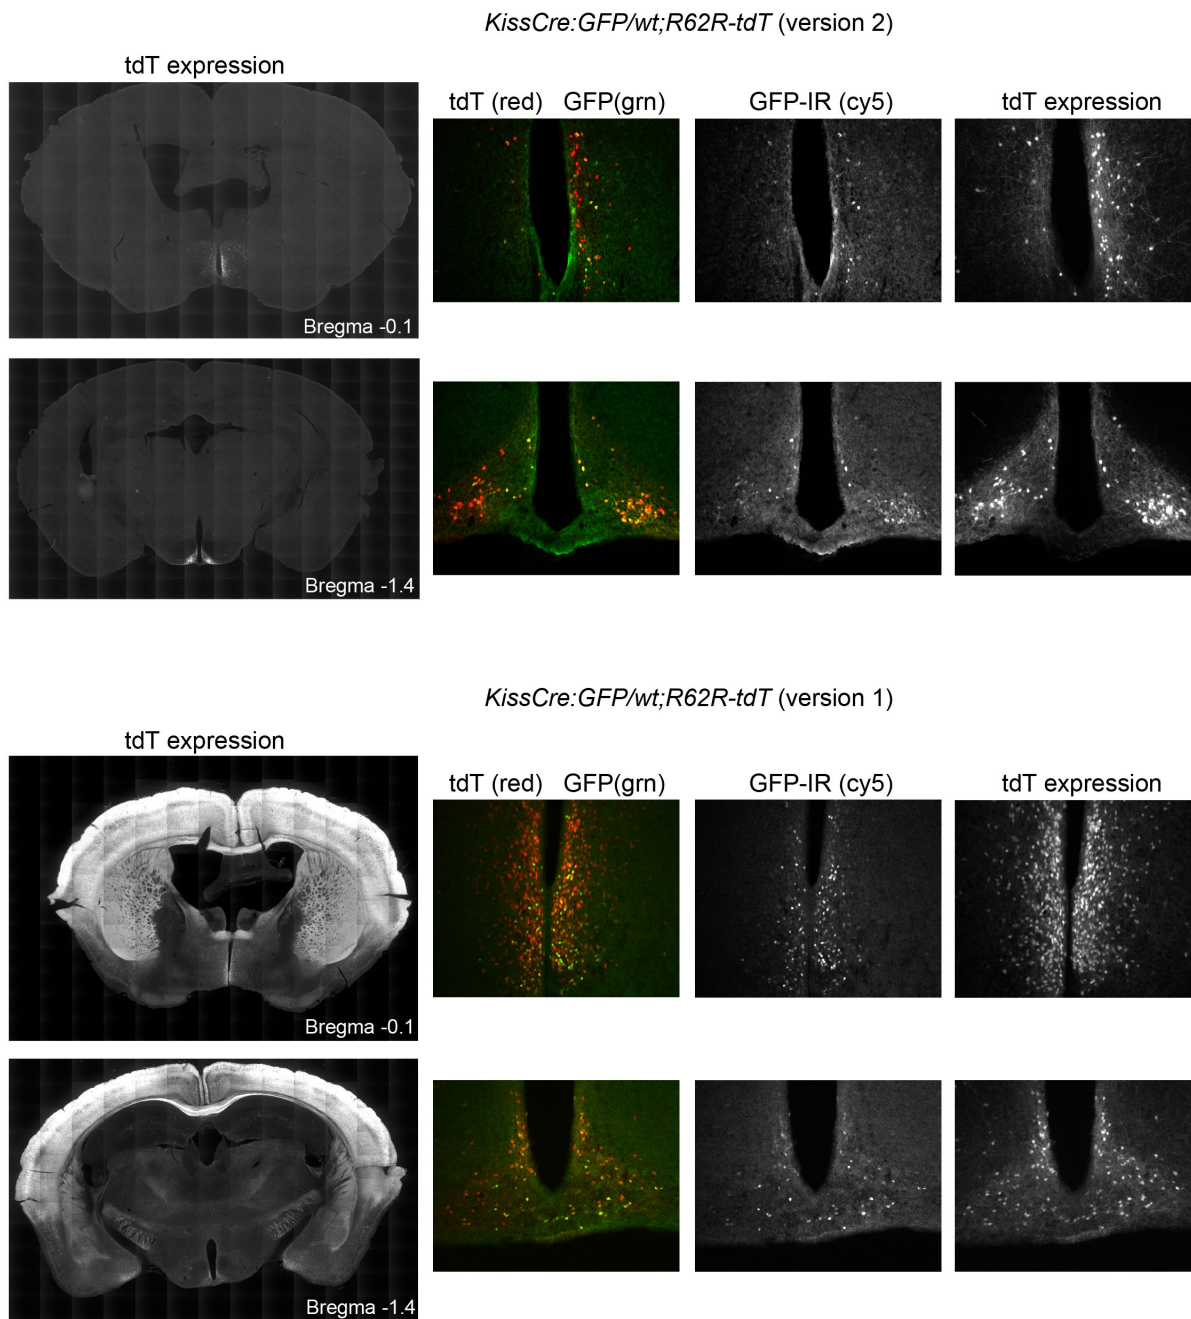 KissCre:GFP/wt;R62R-tdT (version 2)
tdT expression
tdT (red) GFP(grn)
GFP-IR (cy5)
tdT expression
Bregma -0.1
Bregma -1.4
KissCre:GFP/wt;R62R-tdT (version 1)
tdT expression
tdT (red) GFP(grn)
GFP-IR (cy5)
tdT expression
Bregma -0.1
Bregma -1.4